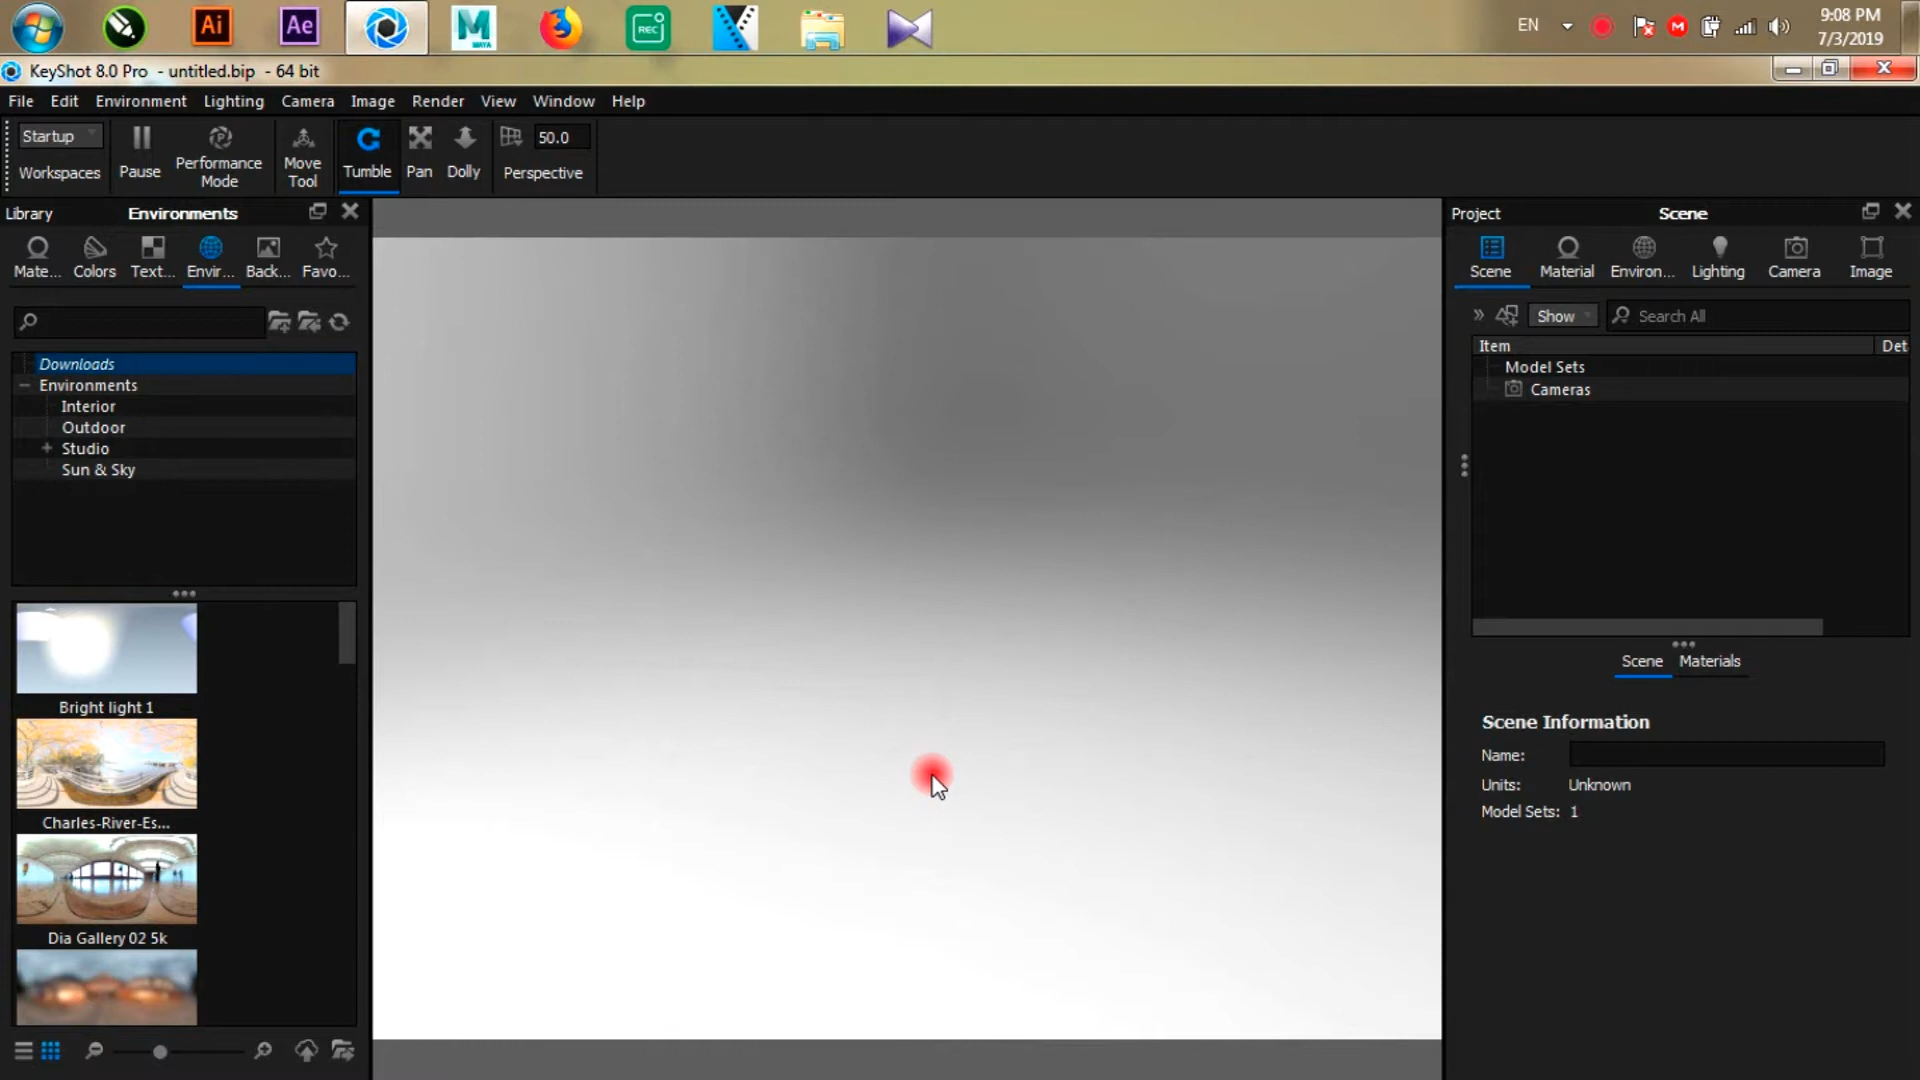 Ai
Ae
MAYA
REC
EN
M
9:08 PM
7/3/2019
KeyShot 8.0 Pro - untitled.bip - 64 bit
File Edit Environment Lighting Camera Image Render View Window Help
Startup
Workspaces
Pause
Performance
Mode
Move
Tool
Tumble
Pan
Dolly
50.0
Perspective
Library
Environments
Mate...
Colors
Text...
Envir...
Back...
Favo...
Downloads
Environments
Interior
Outdoor
Studio
Sun & Sky
Bright light 1
Charles-River-Es...
Dia Gallery 02 5k
Project
Scene
Scene
Material
Environ...
Lighting
Camera
Image
Show
Search All
Item
Det
Model Sets
Cameras
Scene Materials
Scene Information
Name:
Units: Unknown
Model Sets: 1